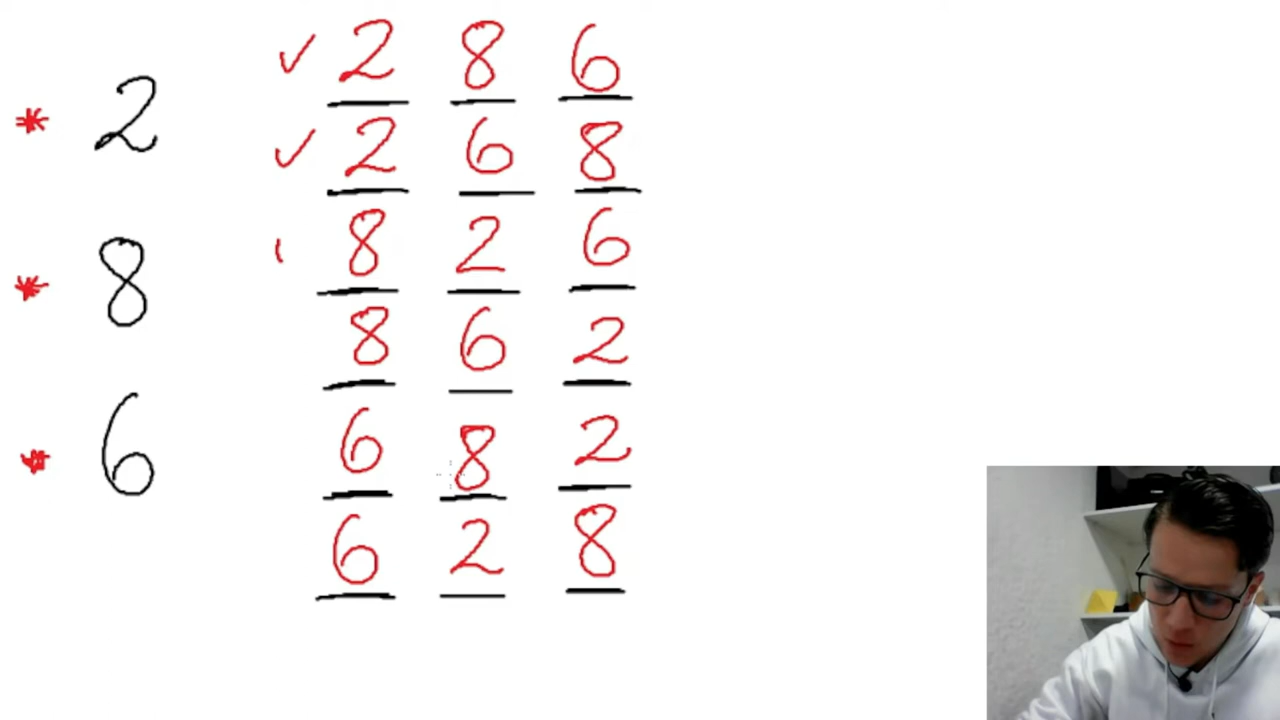 ✓ 2 8 6
* 2
✓ 2 6 8
8 2 6
* 8
8 6 2
* 6
6 8 2
6 2 8